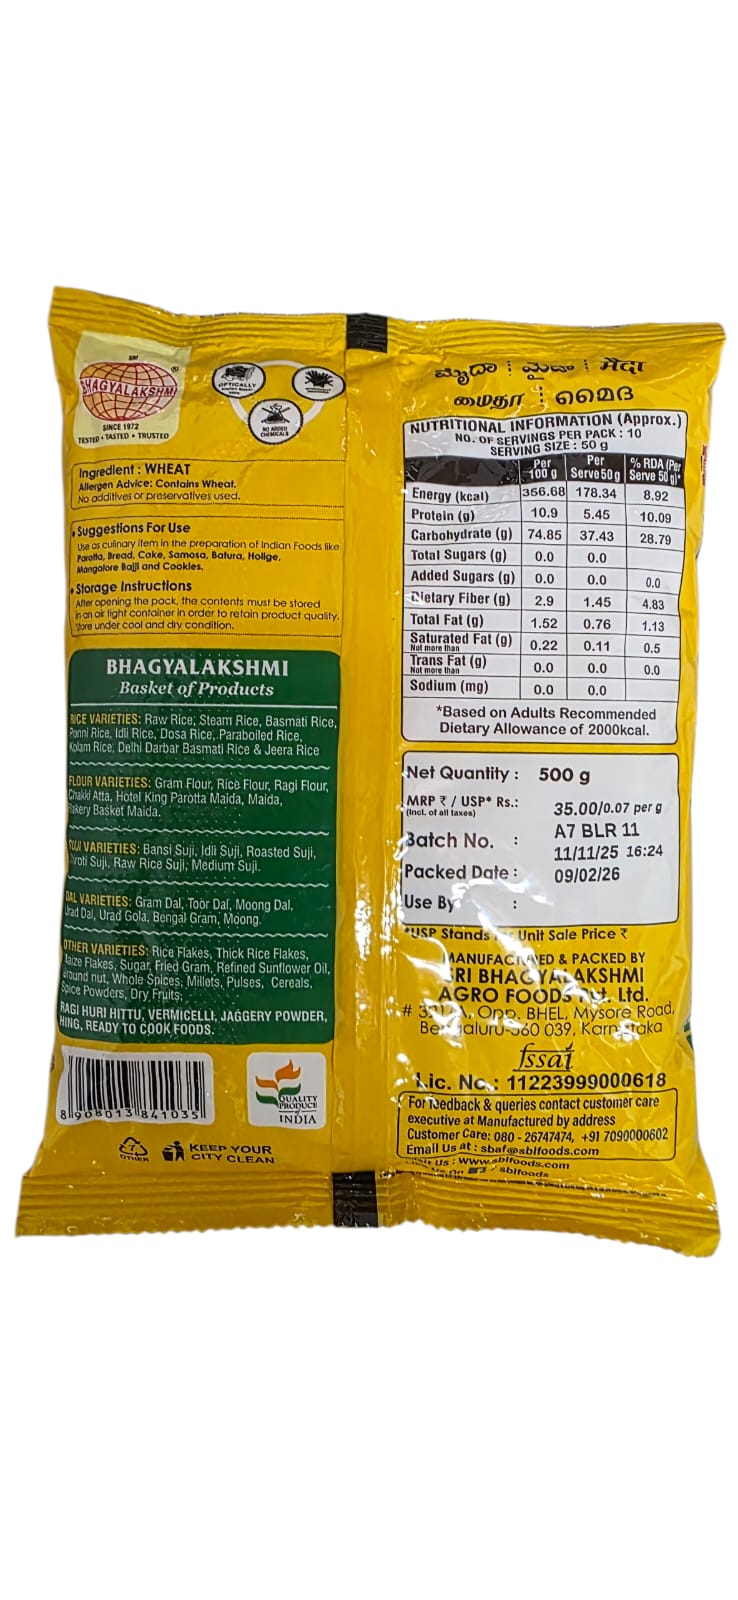 SINCE 1972
TESTED • TASTED • TRUSTED
BHAGYALAKSHMI
®
OPTICALLY
NO ADDED
CHEMICALS
Ingredient : WHEAT
Allergen Advice: Contains Wheat.
No additives or preservatives used.
• Suggestions For Use
Use as culinary item in the preparation of Indian Foods like
Parotta, Bread, Cake, Samosa, Batura, Holige,
Mangalore Bajji and Cookies.
• Storage Instructions
After opening the pack, the contents must be stored
in an air tight container in order to retain product quality.
Store under cool and dry condition.
BHAGYALAKSHMI
Basket of Products
RICE VARIETIES: Raw Rice, Steam Rice, Basmati Rice,
Ponni Rice, Idli Rice, Dosa Rice, Paraboiled Rice,
Kolam Rice, Delhi Darbar Basmati Rice & Jeera Rice
FLOUR VARIETIES: Gram Flour, Rice Flour, Ragi Flour,
Chakki Atta, Hotel King Parotta Maida, Maida,
Bakery Basket Maida.
SUJI VARIETIES: Bansi Suji, Idli Suji, Roasted Suji,
Chiroti Suji, Raw Rice Suji, Medium Suji.
DAL VARIETIES: Gram Dal, Toor Dal, Moong Dal,
Urad Dal, Urad Gola, Bengal Gram, Moong.
OTHER VARIETIES: Rice Flakes, Thick Rice Flakes,
Maize Flakes, Sugar, Fried Gram, Refined Sunflower Oil,
Ground nut, Whole Spices, Millets, Pulses, Cereals,
Spice Powders, Dry Fruits,
RAGI HURI HITTU, VERMICELLI, JAGGERY POWDER,
HING, READY TO COOK FOODS.
8 908013 841035
QUALITY
PRODUCE
of
INDIA
7
OTHER
KEEP YOUR
CITY CLEAN
ಮೈದಾ | మైదా | मैदा
மைதா | മൈദ
NUTRITIONAL INFORMATION (Approx.)
NO. OF SERVINGS PER PACK : 10
SERVING SIZE : 50 g
Per 100 g Per Serve 50 g % RDA (Per Serve 50 g)*
Energy (kcal) 356.68 178.34 8.92
Protein (g) 10.9 5.45 10.09
Carbohydrate (g) 74.85 37.43 28.79
Total Sugars (g) 0.0 0.0
Added Sugars (g) 0.0 0.0 0.0
Dietary Fiber (g) 2.9 1.45 4.83
Total Fat (g) 1.52 0.76 1.13
Saturated Fat (g) Not more than 0.22 0.11 0.5
Trans Fat (g) Not more than 0.0 0.0 0.0
Sodium (mg) 0.0 0.0
*Based on Adults Recommended
Dietary Allowance of 2000kcal.
Net Quantity : 500 g
MRP ₹ / USP* Rs.: 35.00/0.07 per g
(Incl. of all taxes)
Batch No. : A7 BLR 11
11/11/25 16:24
Packed Date : 09/02/26
Use By :
*USP Stands for Unit Sale Price ₹
MANUFACTURED & PACKED BY
SRI BHAGYALAKSHMI
AGRO FOODS Pvt. Ltd.
# 321/A, Opp. BHEL, Mysore Road,
Bengaluru-560 039, Karnataka
fssai
Lic. No.: 11223999000618
For feedback & queries contact customer care
executive at Manufactured by address
Customer Care: 080 - 26747474, +91 7090000602
Email Us at : sbaf@sblfoods.com
Visit Us : www.sblfoods.com
Us on /sblfoods